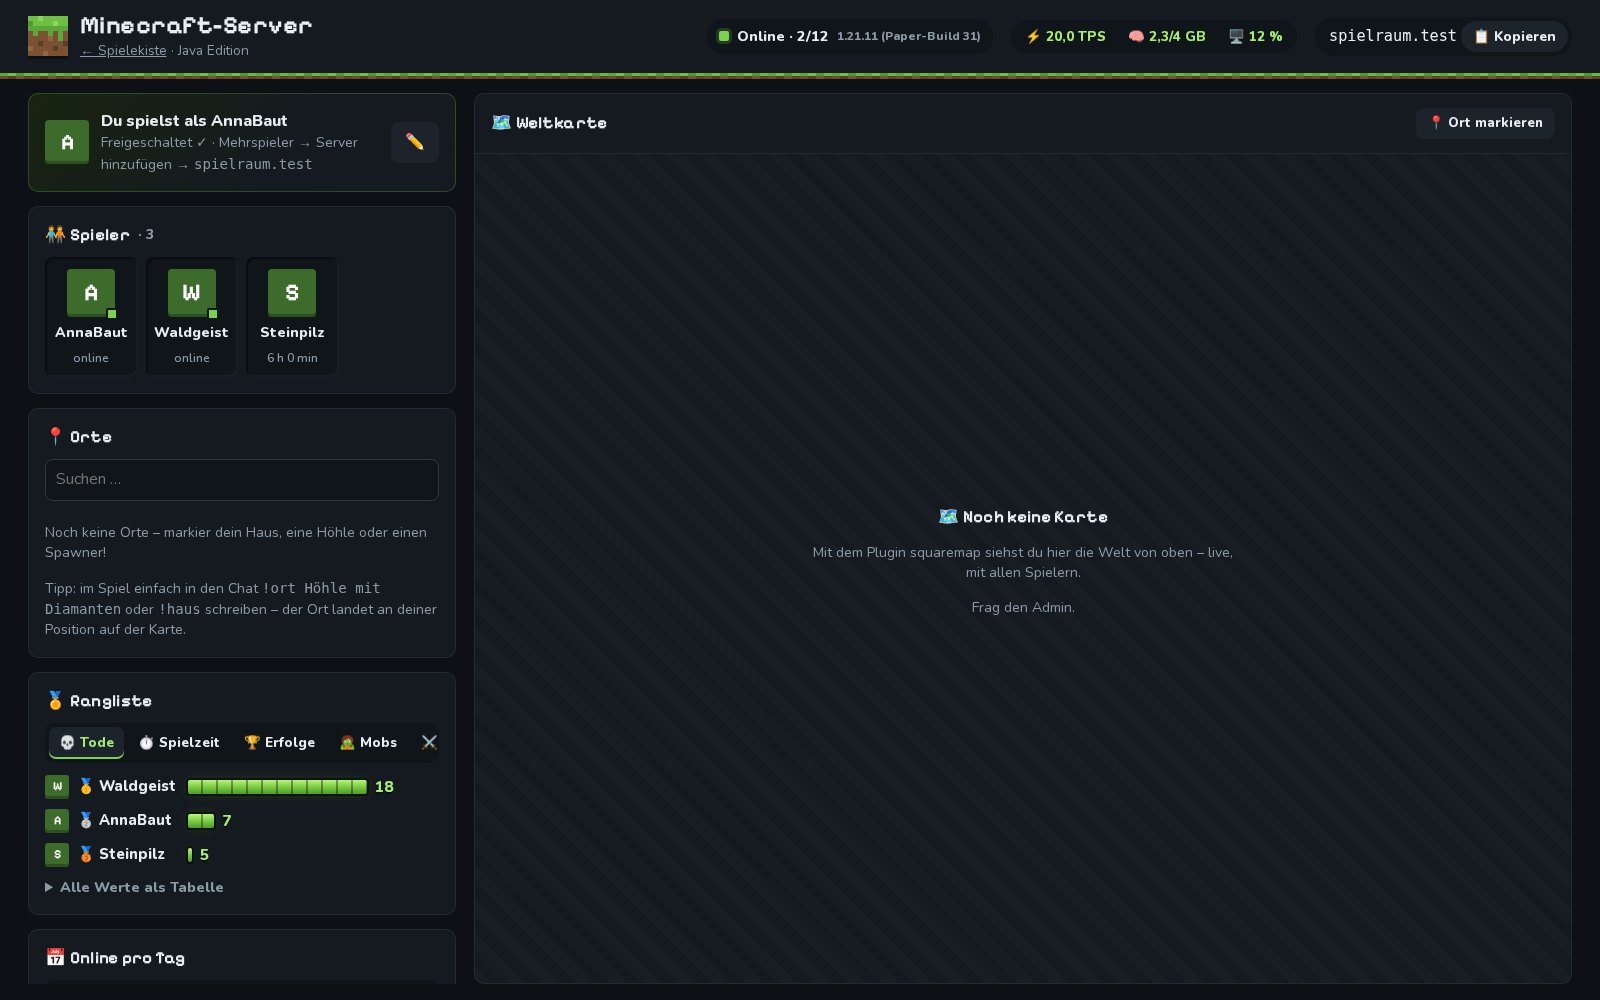 Minecraft-Server
← Spielekiste · Java Edition
Online · 2/12 1.21.11 (Paper-Build 31)
⚡ 20,0 TPS 🧠 2,3/4 GB 🖥️ 12 %
spielraum.test 📋 Kopieren
A
Du spielst als AnnaBaut
Freigeschaltet ✓ · Mehrspieler → Server
hinzufügen → spielraum.test
✏️
🧑‍🤝‍🧑 Spieler · 3
A W S
AnnaBaut Waldgeist Steinpilz
online online 6 h 0 min
📍 Orte
Suchen …
Noch keine Orte – markier dein Haus, eine Höhle oder einen
Spawner!
Tipp: im Spiel einfach in den Chat !ort Höhle mit
Diamanten oder !haus schreiben – der Ort landet an deiner
Position auf der Karte.
🏅 Rangliste
💀 Tode ⏱️ Spielzeit 🏆 Erfolge 🧟 Mobs ⚔️
W 🥇 Waldgeist 18
A 🥈 AnnaBaut 7
S 🥉 Steinpilz 5
▶ Alle Werte als Tabelle
📅 Online pro Tag
🗺️ Weltkarte
📍 Ort markieren
🗺️ Noch keine Karte
Mit dem Plugin squaremap siehst du hier die Welt von oben – live,
mit allen Spielern.
Frag den Admin.